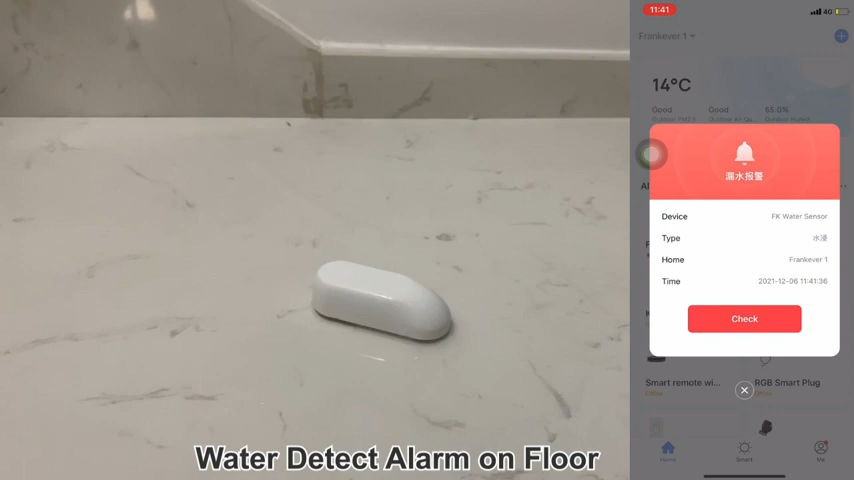 11:41
4G
Frankever 1
14°C
Good Good 65.0%
漏水报警
Device FK Water Sensor
Type 水浸
Home Frankever 1
Time 2021-12-06 11:41:36
Check
Smart remote wi... RGB Smart Plug
Offline Offline
Home Smart Me
Water Detect Alarm on Floor